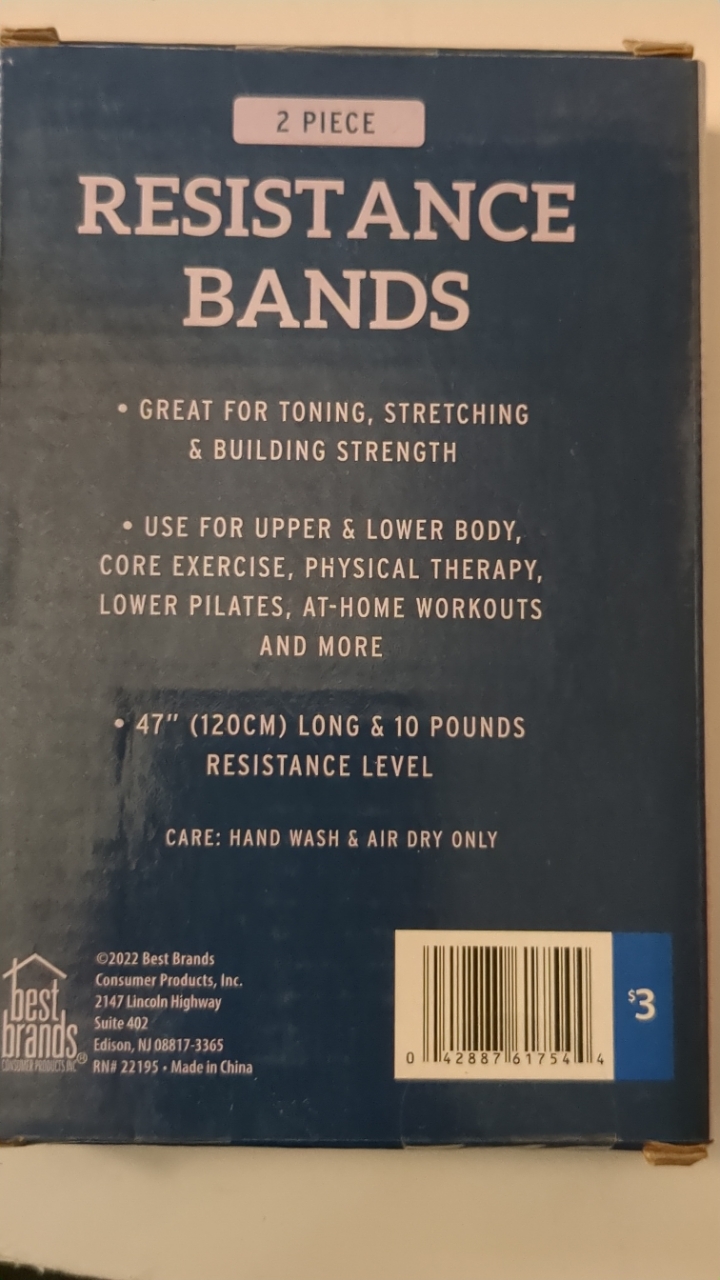 2 PIECE
RESISTANCE
BANDS
• GREAT FOR TONING, STRETCHING
& BUILDING STRENGTH
• USE FOR UPPER & LOWER BODY,
CORE EXERCISE, PHYSICAL THERAPY,
LOWER PILATES, AT-HOME WORKOUTS
AND MORE
• 47" (120CM) LONG & 10 POUNDS
RESISTANCE LEVEL
CARE: HAND WASH & AIR DRY ONLY
best
brands®
CONSUMER PRODUCTS INC
©2022 Best Brands
Consumer Products, Inc.
2147 Lincoln Highway
Suite 402
Edison, NJ 08817-3365
RN# 22195 • Made in China
0 42887 61754 4
$3